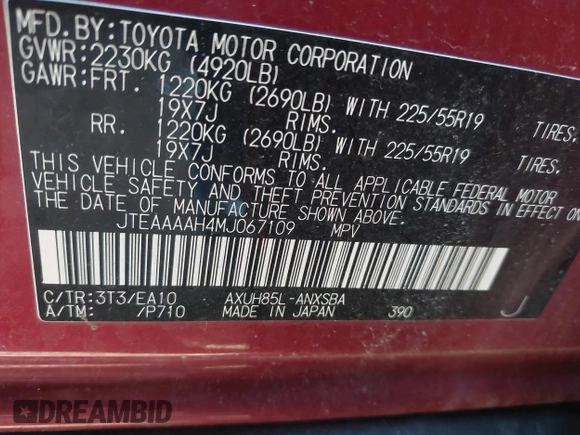 MFD.BY:TOYOTA MOTOR CORPORATION
GVWR:2230KG (4920LB)
GAWR:FRT. 1220KG (2690LB) WITH 225/55R19 TIRES.
19X7J RIMS.
RR. 1220KG (2690LB) WITH 225/55R19 TIRES.
19X7J RIMS.
THIS VEHICLE CONFORMS TO ALL APPLICABLE FEDERAL MOTOR
VEHICLE SAFETY AND THEFT PREVENTION STANDARDS IN EFFECT ON
THE DATE OF MANUFACTURE SHOWN ABOVE.
JTEAAAAH4MJ067109 MPV
C/TR:3T3/EA10 AXUH85L-ANXSBA
A/TM: /P710 MADE IN JAPAN 390 J
DREAMBID